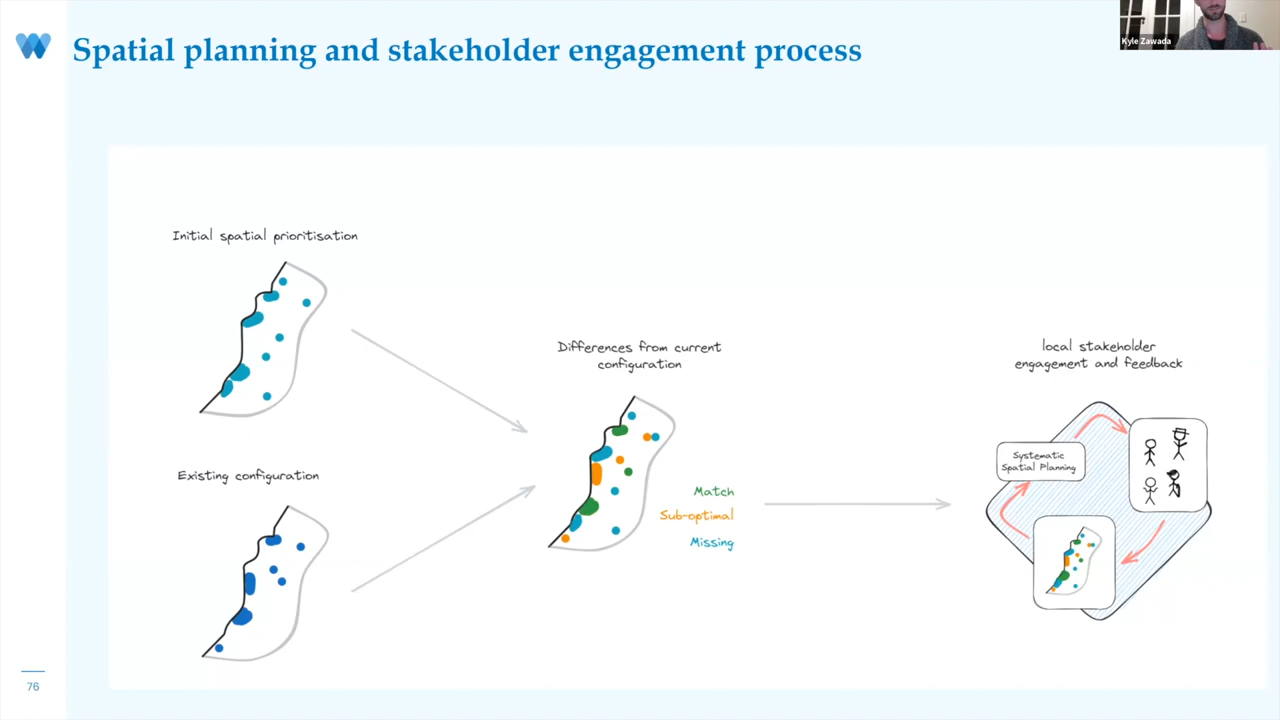 Spatial planning and stakeholder engagement process
Kyle Zawada
Initial spatial prioritisation
Existing configuration
Differences from current
configuration
Match
Sub-optimal
Missing
local stakeholder
engagement and feedback
Systematic
Spatial Planning
76